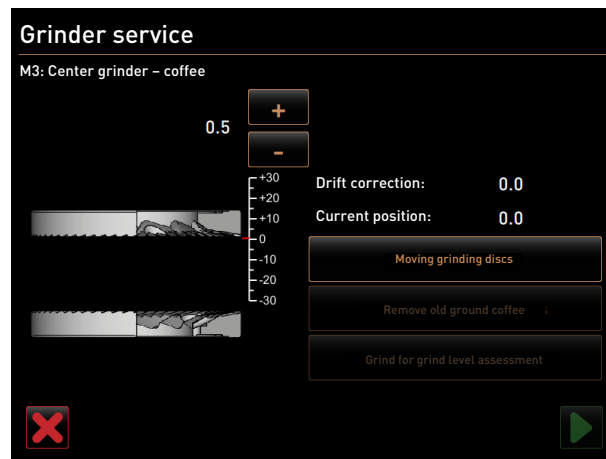 Grinder service
M3: Center grinder – coffee
0.5
+
-
+30
+20
+10
0
-10
-20
-30
Drift correction: 0.0
Current position: 0.0
Moving grinding discs
Remove old ground coffee
Grind for grind level assessment